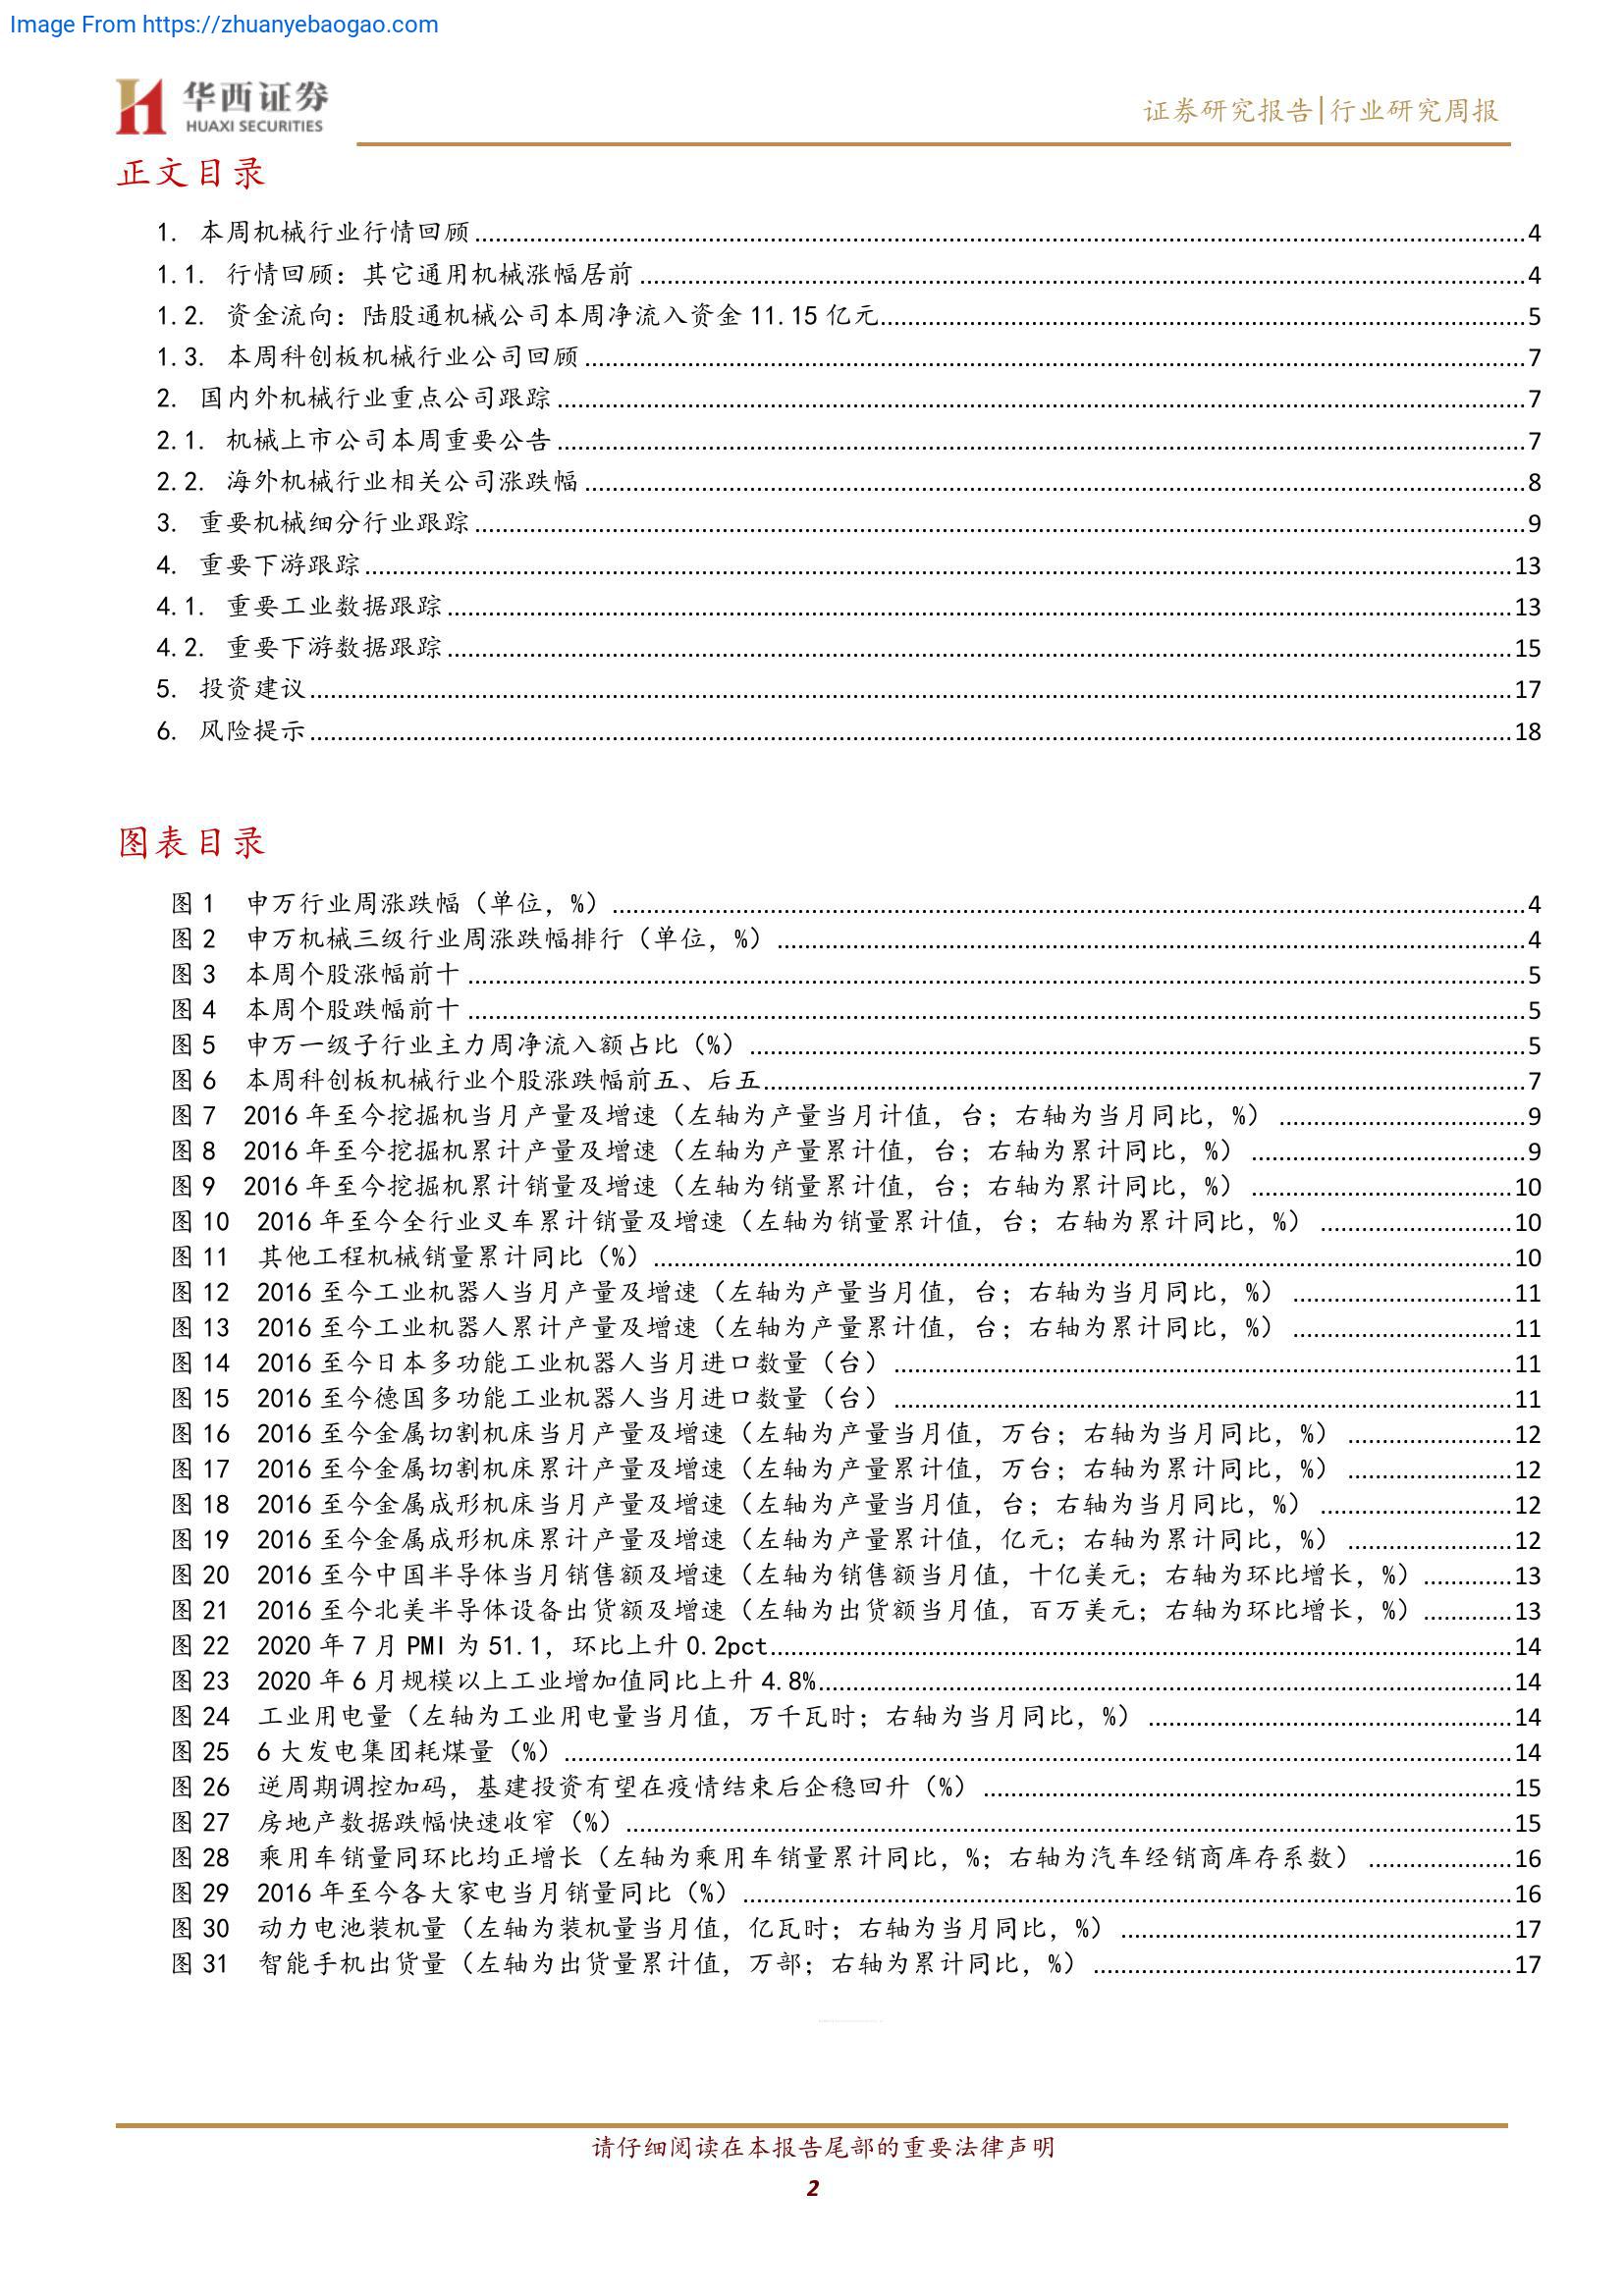 Image From https://zhuanyebaogao.com
华西证券
HUAXI SECURITIES
证券研究报告|行业研究周报
正文目录
1. 本周机械行业行情回顾 4
1.1. 行情回顾：其它通用机械涨幅居前 4
1.2. 资金流向：陆股通机械公司本周净流入资金 11.15 亿元 5
1.3. 本周科创板机械行业公司回顾 7
2. 国内外机械行业重点公司跟踪 7
2.1. 机械上市公司本周重要公告 7
2.2. 海外机械行业相关公司涨跌幅 8
3. 重要机械细分行业跟踪 9
4. 重要下游跟踪 13
4.1. 重要工业数据跟踪 13
4.2. 重要下游数据跟踪 15
5. 投资建议 17
6. 风险提示 18
图表目录
图 1 申万行业周涨跌幅（单位，%） 4
图 2 申万机械三级行业周涨跌幅排行（单位，%） 4
图 3 本周个股涨幅前十 5
图 4 本周个股跌幅前十 5
图 5 申万一级子行业主力周净流入额占比（%） 5
图 6 本周科创板机械行业个股涨跌幅前五、后五 7
图 7 2016 年至今挖掘机当月产量及增速（左轴为产量当月计值，台；右轴为当月同比，%） 9
图 8 2016 年至今挖掘机累计产量及增速（左轴为产量累计值，台；右轴为累计同比，%） 9
图 9 2016 年至今挖掘机累计销量及增速（左轴为销量累计值，台；右轴为累计同比，%） 10
图 10 2016 年至今全行业叉车累计销量及增速（左轴为销量累计值，台；右轴为累计同比，%） 10
图 11 其他工程机械销量累计同比（%） 10
图 12 2016 至今工业机器人当月产量及增速（左轴为产量当月值，台；右轴为当月同比，%） 11
图 13 2016 至今工业机器人累计产量及增速（左轴为产量累计值，台；右轴为累计同比，%） 11
图 14 2016 至今日本多功能工业机器人当月进口数量（台） 11
图 15 2016 至今德国多功能工业机器人当月进口数量（台） 11
图 16 2016 至今金属切割机床当月产量及增速（左轴为产量当月值，万台；右轴为当月同比，%） 12
图 17 2016 至今金属切割机床累计产量及增速（左轴为产量累计值，万台；右轴为累计同比，%） 12
图 18 2016 至今金属成形机床当月产量及增速（左轴为产量当月值，台；右轴为当月同比，%） 12
图 19 2016 至今金属成形机床累计产量及增速（左轴为产量累计值，亿元；右轴为累计同比，%） 12
图 20 2016 至今中国半导体当月销售额及增速（左轴为销售额当月值，十亿美元；右轴为环比增长，%） 13
图 21 2016 至今北美半导体设备出货额及增速（左轴为出货额当月值，百万美元；右轴为环比增长，%） 13
图 22 2020 年 7 月 PMI 为 51.1，环比上升 0.2pct 14
图 23 2020 年 6 月规模以上工业增加值同比上升 4.8% 14
图 24 工业用电量（左轴为工业用电量当月值，万千瓦时；右轴为当月同比，%） 14
图 25 6 大发电集团耗煤量（%） 14
图 26 逆周期调控加码，基建投资有望在疫情结束后企稳回升（%） 15
图 27 房地产数据跌幅快速收窄（%） 15
图 28 乘用车销量同环比均正增长（左轴为乘用车销量累计同比，%；右轴为汽车经销商库存系数） 16
图 29 2016 年至今各大家电当月销量同比（%） 16
图 30 动力电池装机量（左轴为装机量当月值，亿瓦时；右轴为当月同比，%） 17
图 31 智能手机出货量（左轴为出货量累计值，万部；右轴为累计同比，%） 17
请仔细阅读在本报告尾部的重要法律声明
2